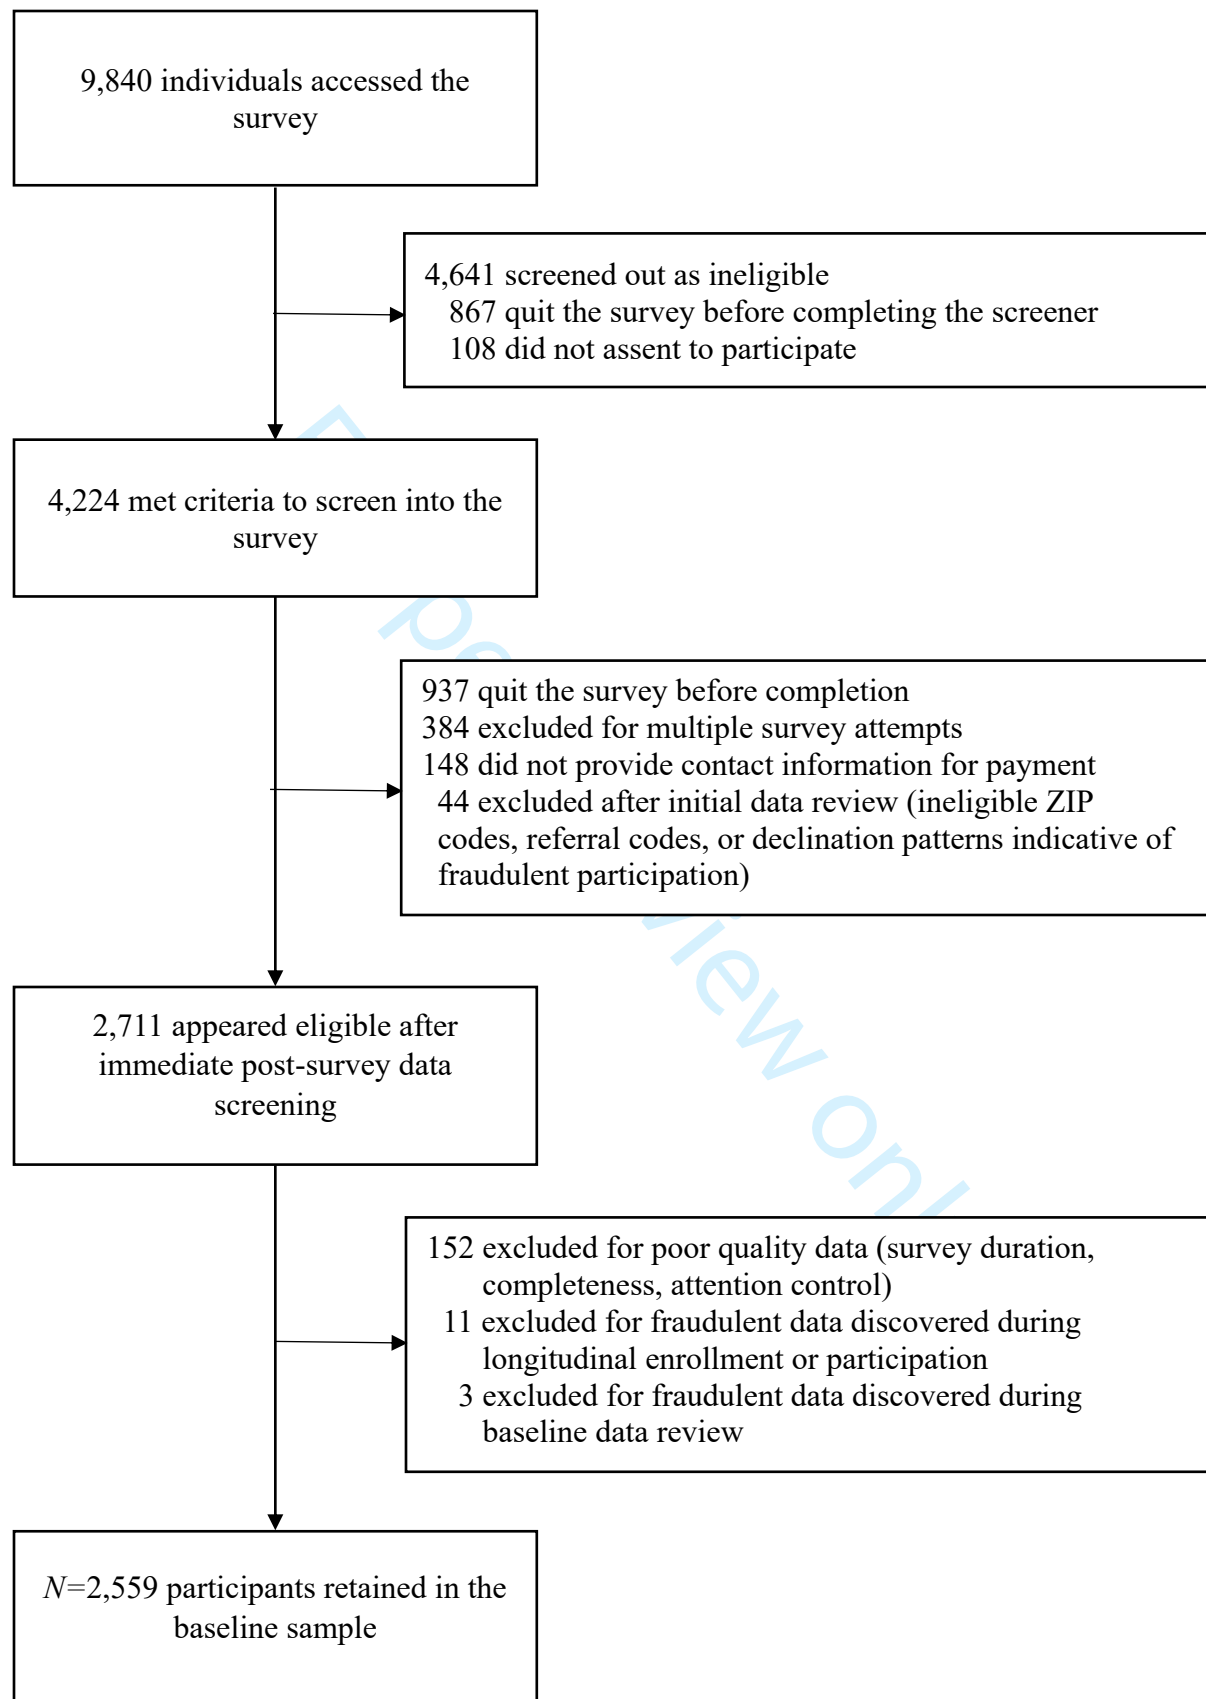 9,840 individuals accessed the
survey
4,641 screened out as ineligible
867 quit the survey before completing the screener
108 did not assent to participate
4,224 met criteria to screen into the
survey
937 quit the survey before completion
384 excluded for multiple survey attempts
148 did not provide contact information for payment
44 excluded after initial data review (ineligible ZIP
codes, referral codes, or declination patterns indicative of
fraudulent participation)
2,711 appeared eligible after
immediate post-survey data
screening
152 excluded for poor quality data (survey duration,
completeness, attention control)
11 excluded for fraudulent data discovered during
longitudinal enrollment or participation
3 excluded for fraudulent data discovered during
baseline data review
N=2,559 participants retained in the
baseline sample